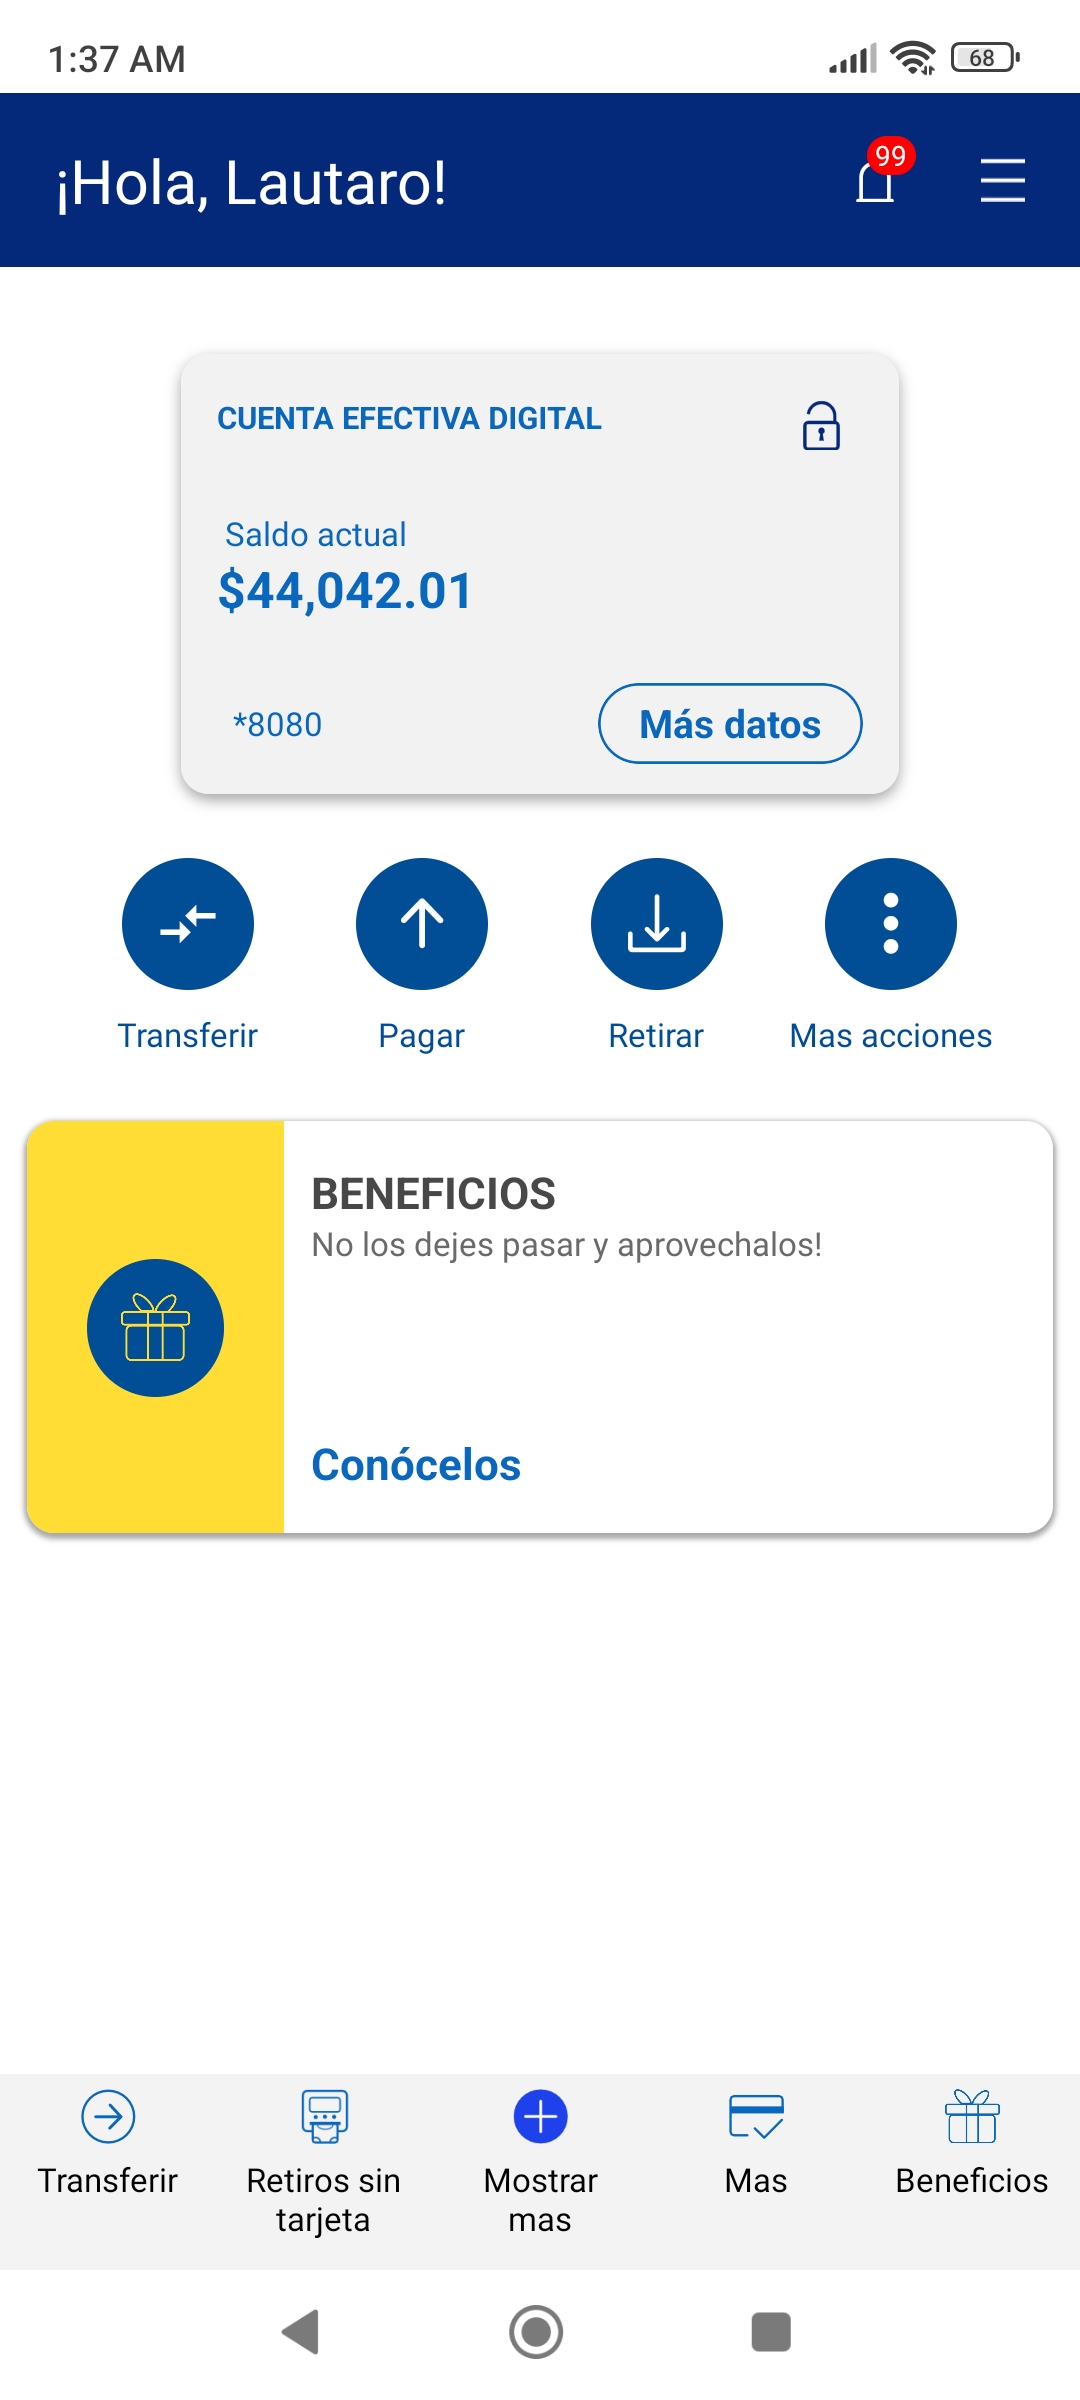 1:37 AM
68
¡Hola, Lautaro!
99
CUENTA EFECTIVA DIGITAL
Saldo actual
$44,042.01
*8080
Más datos
Transferir
Pagar
Retirar
Mas acciones
BENEFICIOS
No los dejes pasar y aprovechalos!
Conócelos
Transferir
Retiros sin
tarjeta
Mostrar
mas
Mas
Beneficios